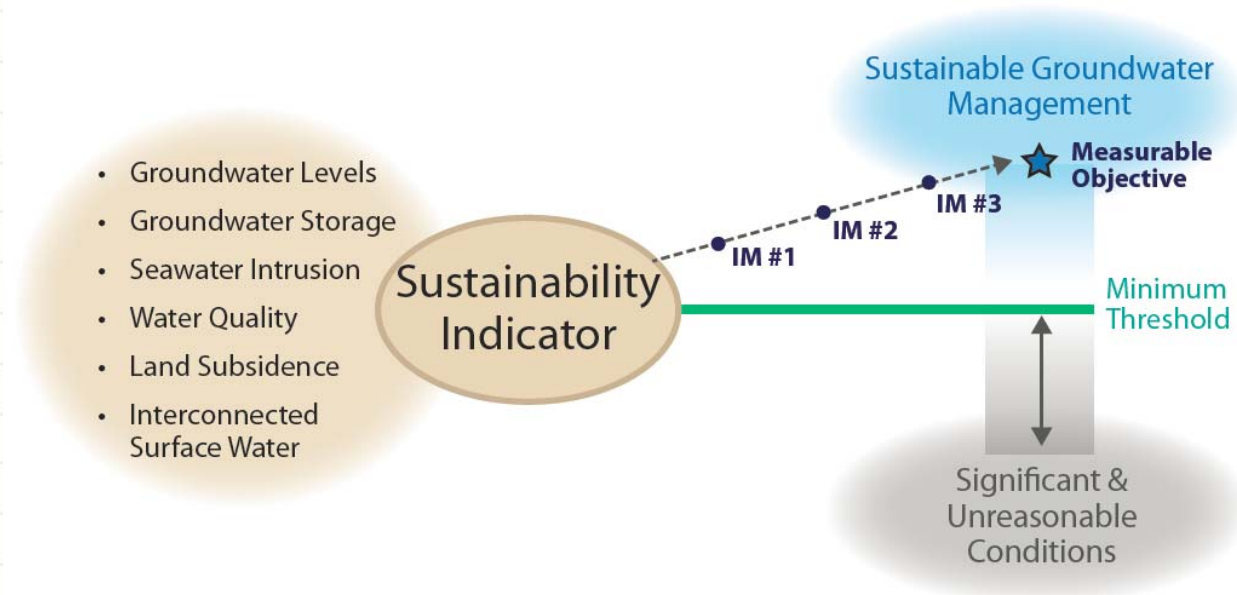 • Groundwater Levels
• Groundwater Storage
• Seawater Intrusion
• Water Quality
• Land Subsidence
• Interconnected
Surface Water
Sustainability
Indicator
IM #1
IM #2
IM #3
Sustainable Groundwater
Management
Measurable
Objective
Minimum
Threshold
Significant &
Unreasonable
Conditions